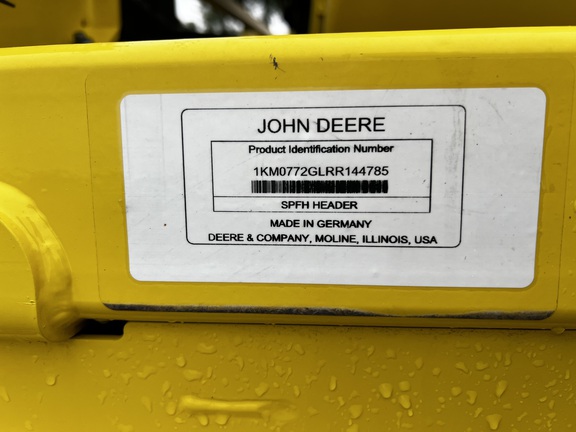 JOHN DEERE
Product Identification Number
1KM0772GLRR144785
SPFH HEADER
MADE IN GERMANY
DEERE & COMPANY, MOLINE, ILLINOIS, USA